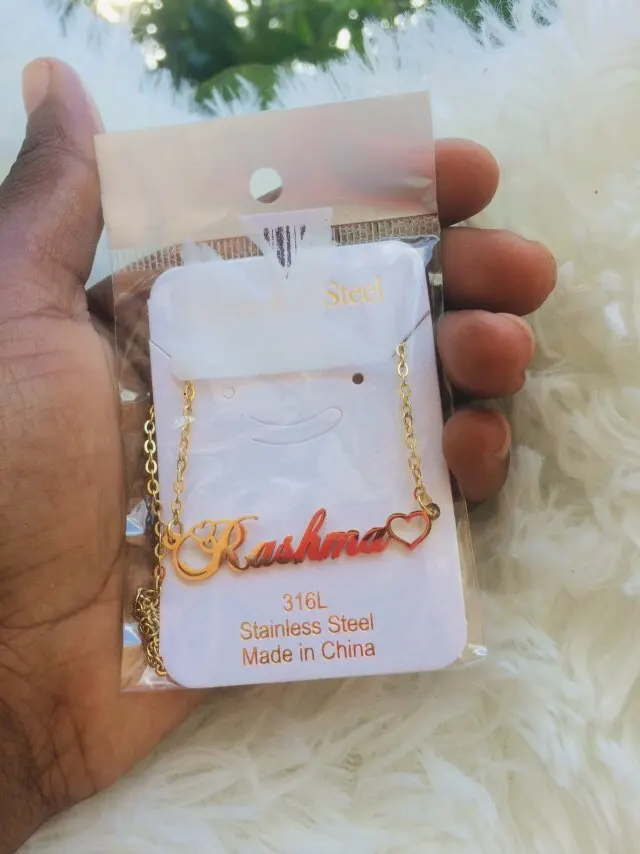 Steel
Rashma
316L
Stainless Steel
Made in China